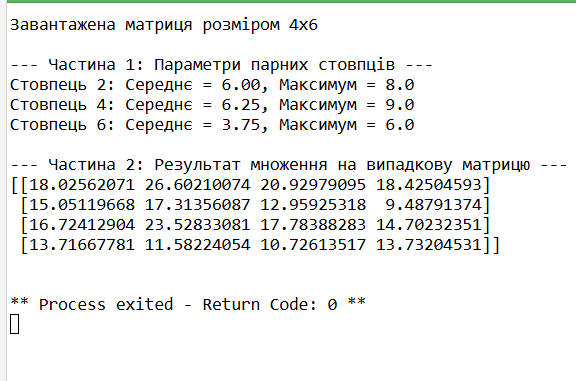 Завантажена матриця розміром 4x6
--- Частина 1: Параметри парних стовпців ---
Стовпець 2: Середнє = 6.00, Максимум = 8.0
Стовпець 4: Середнє = 6.25, Максимум = 9.0
Стовпець 6: Середнє = 3.75, Максимум = 6.0
--- Частина 2: Результат множення на випадкову матрицю ---
[[18.02562071 26.60210074 20.92979095 18.42504593]
 [15.05119668 17.31356087 12.95925318  9.48791374]
 [16.72412904 23.52833081 17.78388283 14.70232351]
 [13.71667781 11.58224054 10.72613517 13.73204531]]
** Process exited - Return Code: 0 **